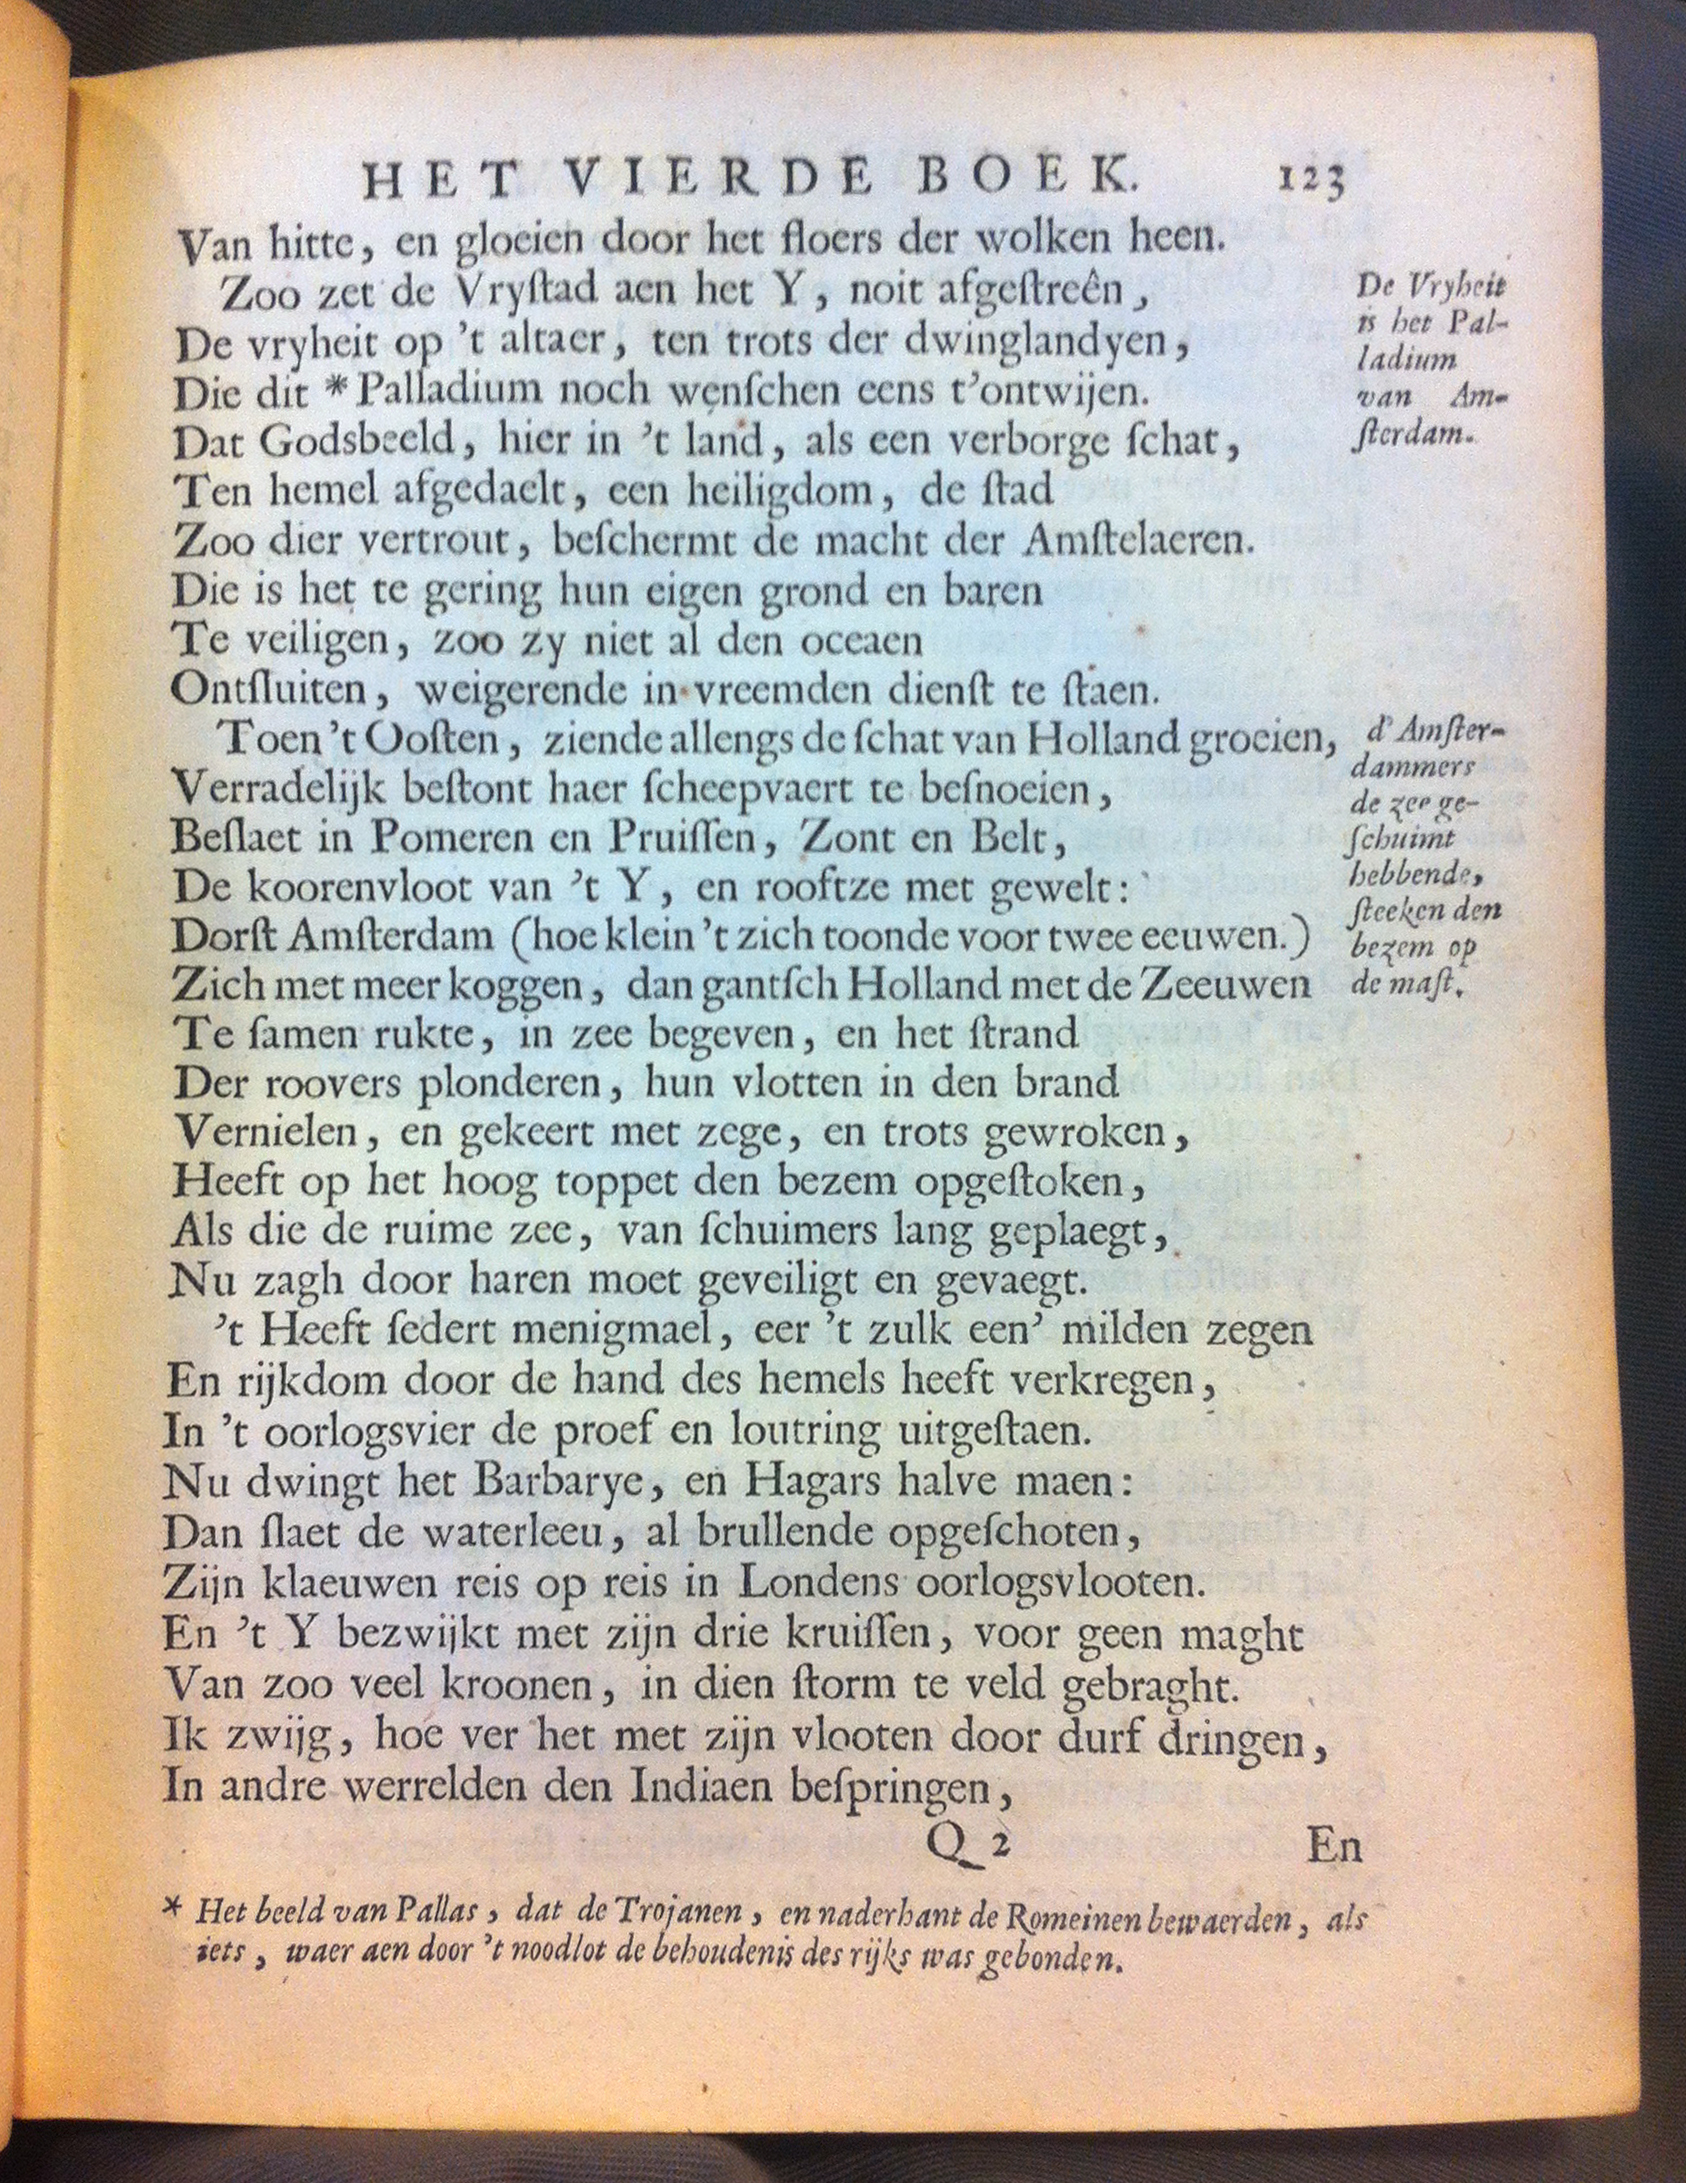 HET VIERDE BOEK. 123
Van hitte, en gloeien door het floers der wolken heen.
Zoo zet de Vryſtad aen het Y, noit afgeſtreên,
De vryheit op 't altaer, ten trots der dwinglandyen,
Die dit * Palladium noch wenſchen eens t'ontwijen.
Dat Godsbeeld, hier in 't land, als een verborge ſchat,
Ten hemel afgedaelt, een heiligdom, de ſtad
Zoo dier vertrout, beſchermt de macht der Amſtelaeren.
Die is het te gering hun eigen grond en baren
Te veiligen, zoo zy niet al den oceaen
Ontſluiten, weigerende in vreemden dienſt te ſtaen.
Toen 't Ooſten, ziende allengs de ſchat van Holland groeien,
Verradelijk beſtont haer ſcheepvaert te beſnoeien,
Beſlaet in Pomeren en Pruiſſen, Zont en Belt,
De koorenvloot van 't Y, en rooftze met gewelt:
Dorſt Amſterdam (hoe klein 't zich toonde voor twee eeuwen.)
Zich met meer koggen, dan gantſch Holland met de Zeeuwen
Te ſamen rukte, in zee begeven, en het ſtrand
Der roovers plonderen, hun vlotten in den brand
Vernielen, en gekeert met zege, en trots gewroken,
Heeft op het hoog toppet den bezem opgeſtoken,
Als die de ruime zee, van ſchuimers lang geplaegt,
Nu zagh door haren moet geveiligt en gevaegt.
't Heeft ſedert menigmael, eer 't zulk een' milden zegen
En rijkdom door de hand des hemels heeft verkregen,
In 't oorlogsvier de proef en loutring uitgeſtaen.
Nu dwingt het Barbarye, en Hagars halve maen:
Dan ſlaet de waterleeu, al brullende opgeſchoten,
Zijn klaeuwen reis op reis in Londens oorlogsvlooten.
En 't Y bezwijkt met zijn drie kruiſſen, voor geen maght
Van zoo veel kroonen, in dien ſtorm te veld gebraght.
Ik zwijg, hoe ver het met zijn vlooten door durf dringen,
In andre werrelden den Indiaen beſpringen,
Q 2 En
De Vryheit
is het Pal-
ladium
van Am-
ſterdam.
d' Amſter-
dammers
de zee ge-
ſchuimt
hebbende,
ſteeken den
bezem op
de maſt.
* Het beeld van Pallas, dat de Trojanen, en naderhant de Romeinen bewaerden, als
iets, waer aen door 't noodlot de behoudenis des rijks was gebonden.